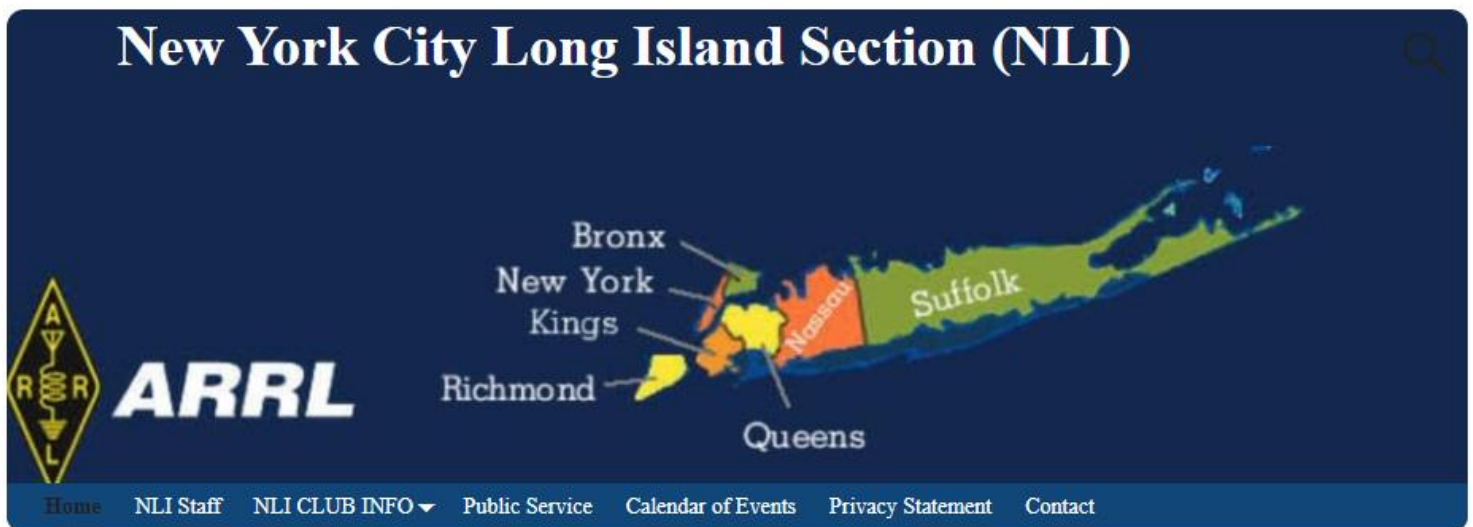 New York City Long Island Section (NLI)
Bronx
New York
Kings
Richmond
Queens
Nassau
Suffolk
A
R R
L
ARRL
Home NLI Staff NLI CLUB INFO Public Service Calendar of Events Privacy Statement Contact